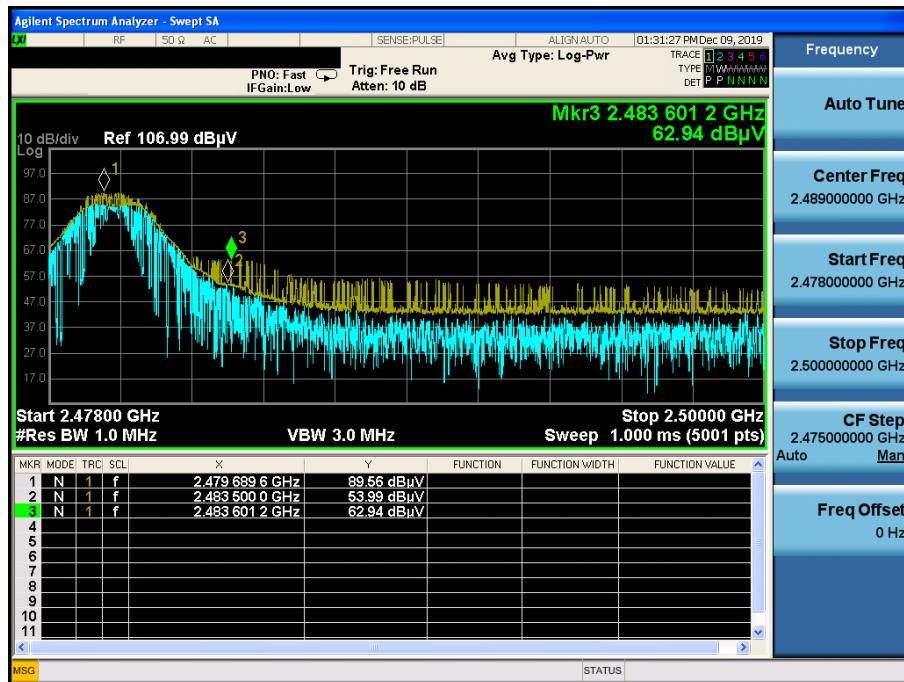 Agilent Spectrum Analyzer - Swept SA
LXI RF 50 Ω AC SENSE:PULSE ALIGN AUTO 01:31:27 PM Dec 09, 2019
Frequency
Avg Type: Log-Pwr
TRACE 1 2 3 4 5 6
PNO: Fast Trig: Free Run
TYPE MWWWWW
IFGain:Low Atten: 10 dB
DET P P N N N N
Auto Tune
Mkr3 2.483 601 2 GHz
62.94 dBµV
10 dB/div Ref 106.99 dBµV
Log
97.0
87.0
77.0
67.0
57.0
47.0
37.0
27.0
17.0
1
3
2
Center Freq
2.489000000 GHz
Start Freq
2.478000000 GHz
Stop Freq
2.500000000 GHz
Start 2.47800 GHz Stop 2.50000 GHz
#Res BW 1.0 MHz VBW 3.0 MHz Sweep 1.000 ms (5001 pts)
CF Step
2.475000000 GHz
Auto Man
MKR MODE TRC SCL X Y FUNCTION FUNCTION WIDTH FUNCTION VALUE
1 N 1 f 2.479 689 6 GHz 89.56 dBµV
2 N 1 f 2.483 500 0 GHz 53.99 dBµV
3 N 1 f 2.483 601 2 GHz 62.94 dBµV
4
5
6
7
8
9
10
11
Freq Offset
0 Hz
MSG STATUS